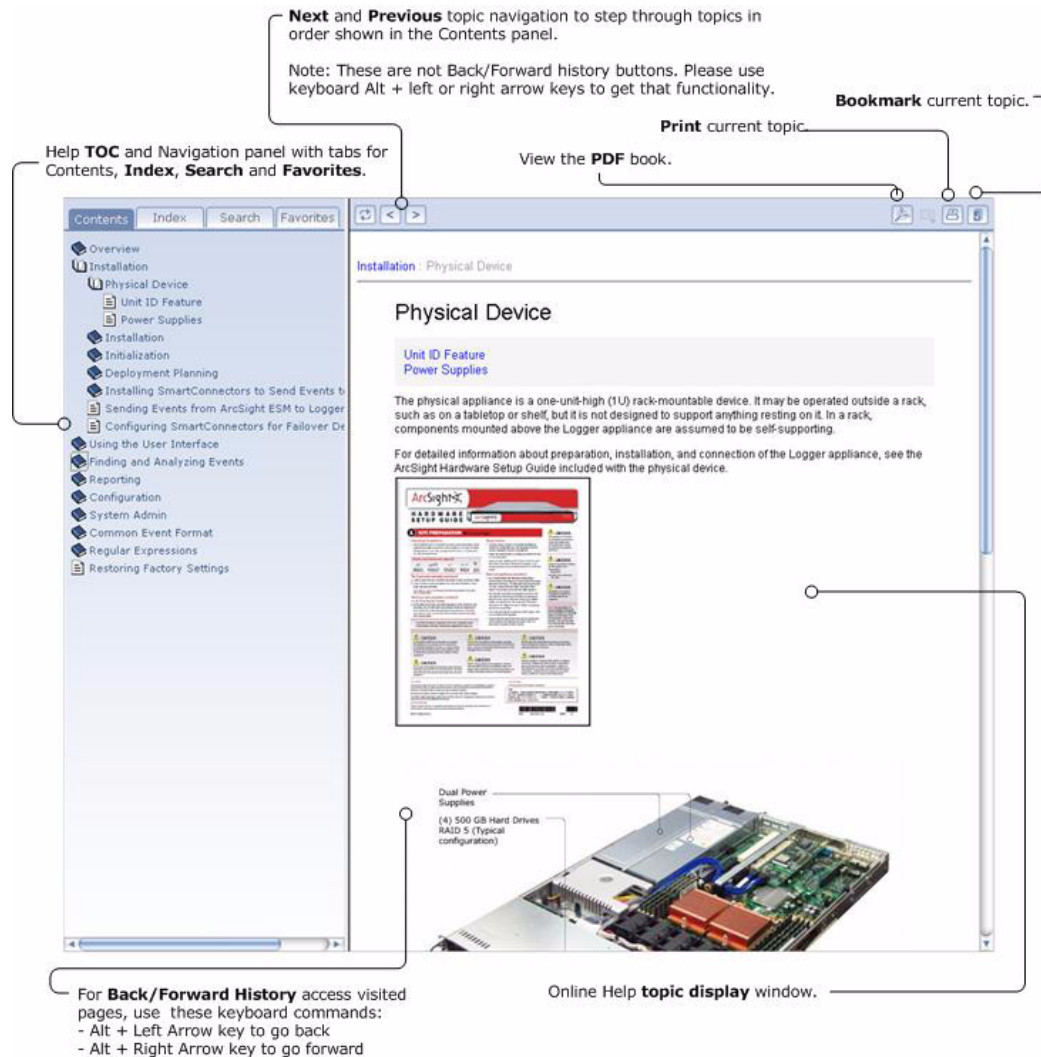 Next and Previous topic navigation to step through topics in
order shown in the Contents panel.
Note: These are not Back/Forward history buttons. Please use
keyboard Alt + left or right arrow keys to get that functionality.
Bookmark current topic.
Print current topic.
Help TOC and Navigation panel with tabs for
Contents, Index, Search and Favorites.
View the PDF book.
Contents
Index
Search
Favorites
<
>
Overview
Installation
Physical Device
Unit ID Feature
Power Supplies
Installation
Initialization
Deployment Planning
Installing SmartConnectors to Send Events t
Sending Events from ArcSight ESM to Logger
Configuring SmartConnectors for Failover De
Using the User Interface
Finding and Analyzing Events
Reporting
Configuration
System Admin
Common Event Format
Regular Expressions
Restoring Factory Settings
Installation : Physical Device
Physical Device
Unit ID Feature
Power Supplies
The physical appliance is a one-unit-high (1U) rack-mountable device. It may be operated outside a rack,
such as on a tabletop or shelf, but it is not designed to support anything resting on it. In a rack,
components mounted above the Logger appliance are assumed to be self-supporting.
For detailed information about preparation, installation, and connection of the Logger appliance, see the
ArcSight Hardware Setup Guide included with the physical device.
ArcSight
HARDWARE
SETUP GUIDE
ArcSight
SITE PREPARATION
Dual Power
Supplies
(4) 500 GB Hard Drives
RAID 5 (Typical
configuration)
For Back/Forward History access visited
pages, use these keyboard commands:
- Alt + Left Arrow key to go back
- Alt + Right Arrow key to go forward
Online Help topic display window.